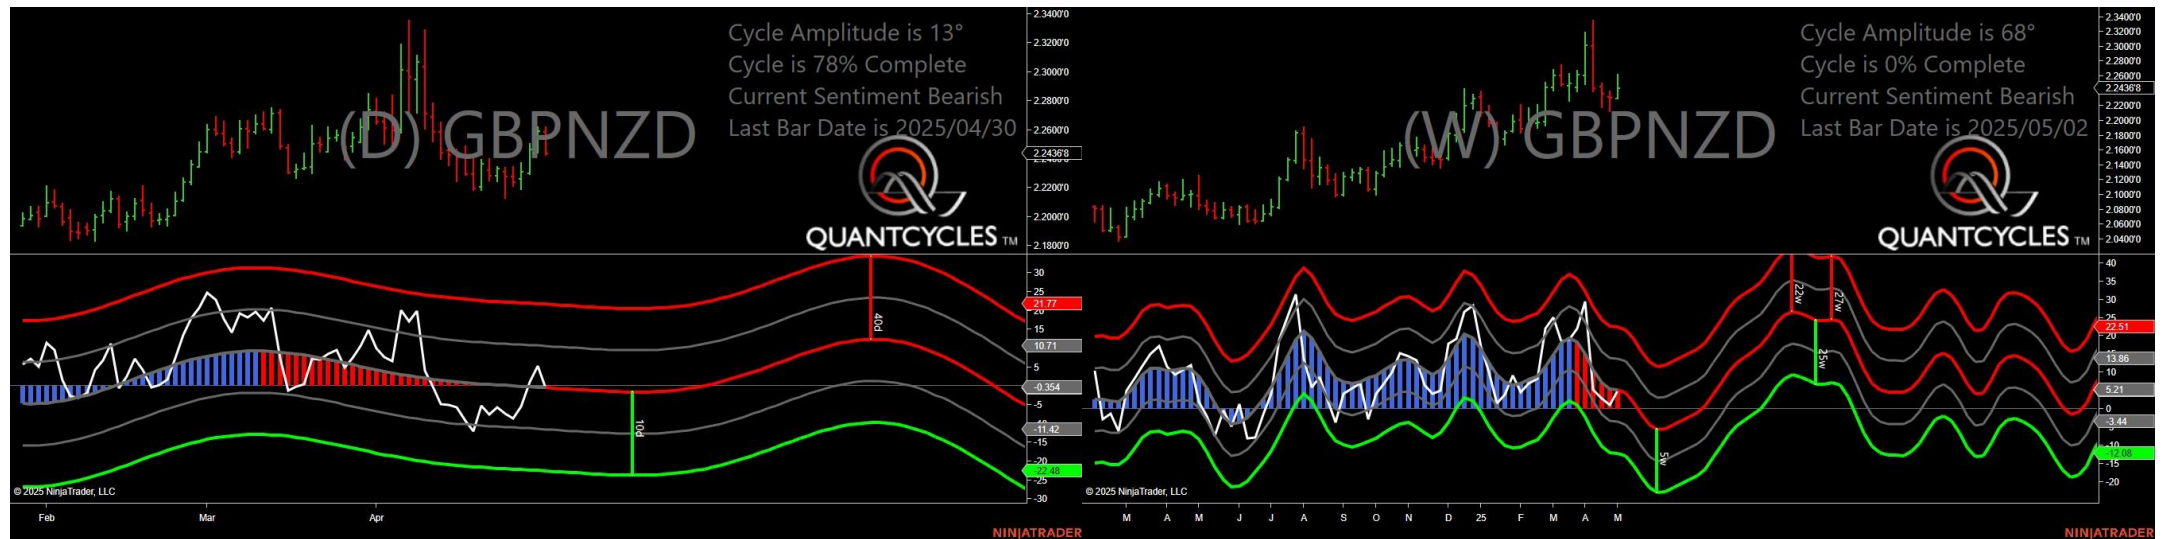 Cycle Amplitude is 13°
Cycle is 78% Complete
Current Sentiment Bearish
Last Bar Date is 2025/04/30
(D) GBPNZD
QUANTCYCLES TM
2.3400'0
2.3200'0
2.3000'0
2.2800'0
2.2600'0
2.2436'8
2.2200'0
2.2000'0
2.1800'0
30
25
21.77
20
15
10.71
5
-0.354
-5
-11.42
-15
-20
-22.48
-25
-30
40d
10d
© 2025 NinjaTrader, LLC
Feb Mar Apr
NINJATRADER
Cycle Amplitude is 68°
Cycle is 0% Complete
Current Sentiment Bearish
Last Bar Date is 2025/05/02
(W) GBPNZD
QUANTCYCLES TM
2.3400'0
2.3200'0
2.3000'0
2.2800'0
2.2600'0
2.2436'8
2.2200'0
2.2000'0
2.1800'0
2.1600'0
2.1400'0
2.1200'0
2.1000'0
2.0800'0
2.0600'0
2.0400'0
40
35
30
25
22.51
13.86
5.21
0
-3.44
-10
-12.08
-15
-20
22w
27w
25w
5w
© 2025 NinjaTrader, LLC
M A M J J A S O N D 25 F M A M
NINJATRADER